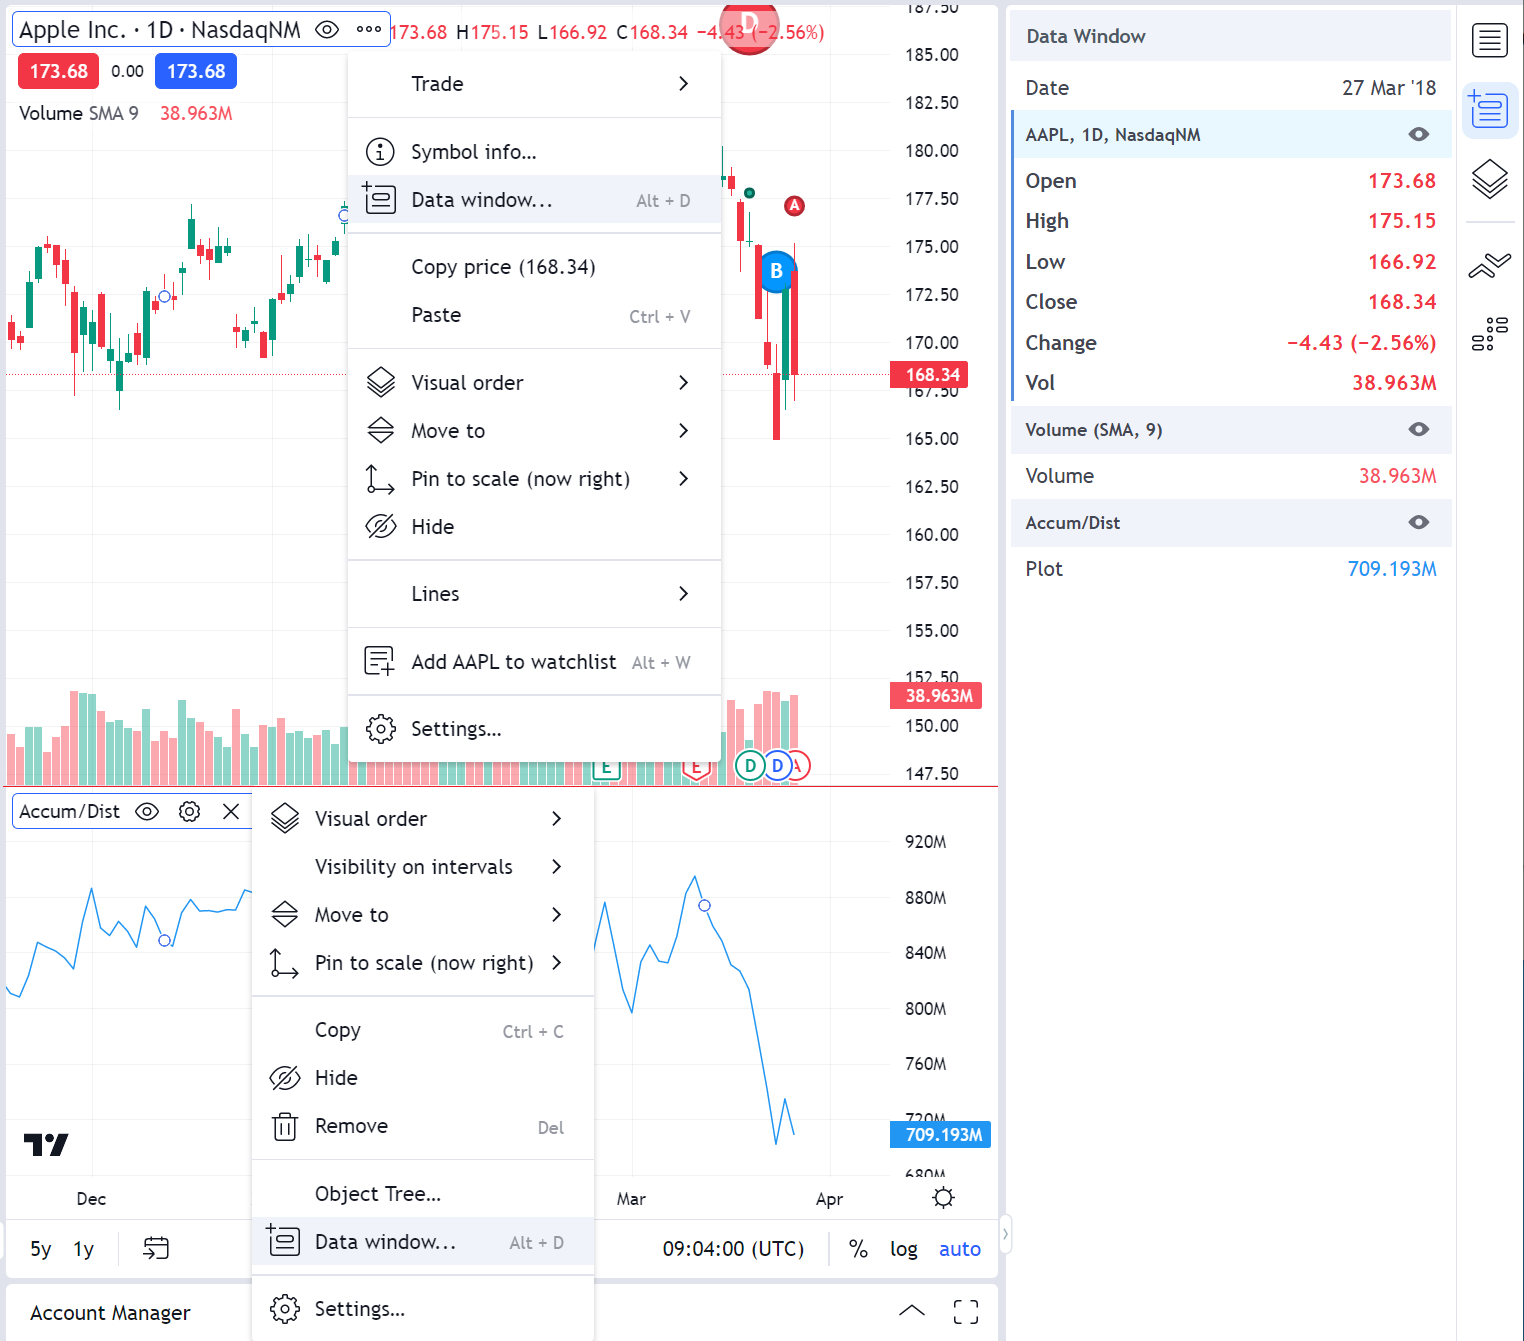 Apple Inc. · 1D · NasdaqNM
173.68 H175.15 L166.92 C168.34 −4.43 (−2.56%)
D
173.68 0.00 173.68
Volume SMA 9 38.963M
Trade
Symbol info...
Data window... Alt + D
Copy price (168.34)
Paste Ctrl + V
Visual order
Move to
Pin to scale (now right)
Hide
Lines
Add AAPL to watchlist Alt + W
Settings...
A
B
E
E
D
D
A
187.50
185.00
182.50
180.00
177.50
175.00
172.50
170.00
168.34
167.50
165.00
162.50
160.00
157.50
155.00
152.50
38.963M
150.00
147.50
Accum/Dist
Visual order
Visibility on intervals
Move to
Pin to scale (now right)
Copy Ctrl + C
Hide
Remove Del
Object Tree...
Data window... Alt + D
Settings...
920M
880M
840M
800M
760M
720M
709.193M
680M
Dec
Mar
Apr
5y 1y
09:04:00 (UTC) % log auto
Account Manager
Data Window
Date 27 Mar '18
AAPL, 1D, NasdaqNM
Open 173.68
High 175.15
Low 166.92
Close 168.34
Change −4.43 (−2.56%)
Vol 38.963M
Volume (SMA, 9)
Volume 38.963M
Accum/Dist
Plot 709.193M